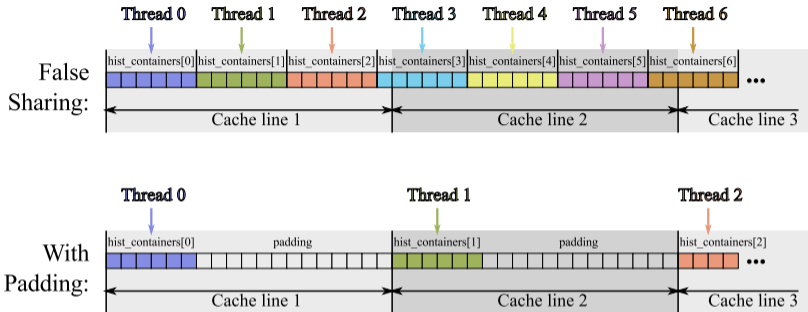 Thread 0 Thread 1 Thread 2 Thread 3 Thread 4 Thread 5 Thread 6
hist_containers[0] hist_containers[1] hist_containers[2] hist_containers[3] hist_containers[4] hist_containers[5] hist_containers[6]
False
Sharing:
...
Cache line 1 Cache line 2 Cache line 3
Thread 0 Thread 1 Thread 2
hist_containers[0] padding hist_containers[1] padding hist_containers[2]
With
Padding:
...
Cache line 1 Cache line 2 Cache line 3